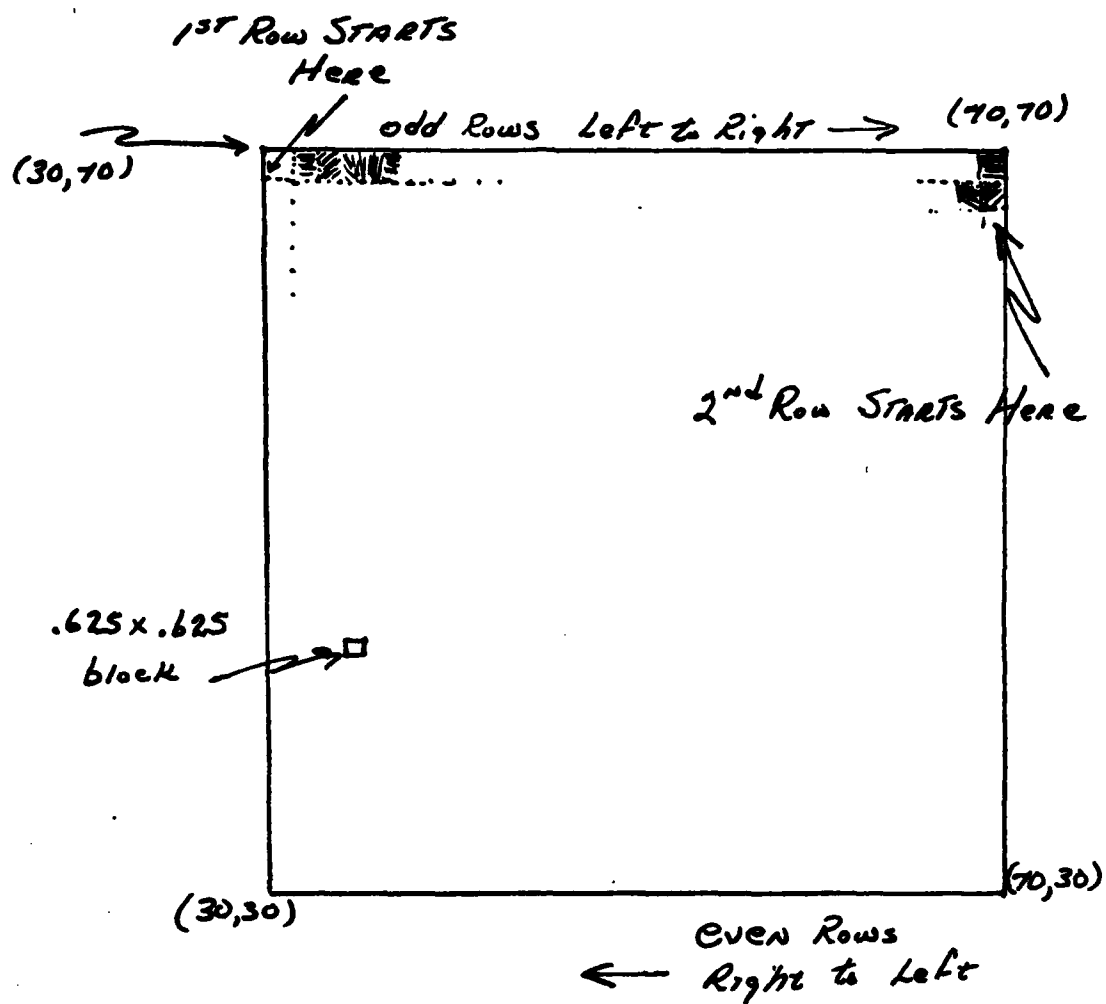 1ST Row STARTS
Here
odd Rows Left to Right →
(70,70)
(30,70)
2nd Row STARTS Here
.625 x .625
block
(30,30)
(70,30)
even Rows
← Right to Left